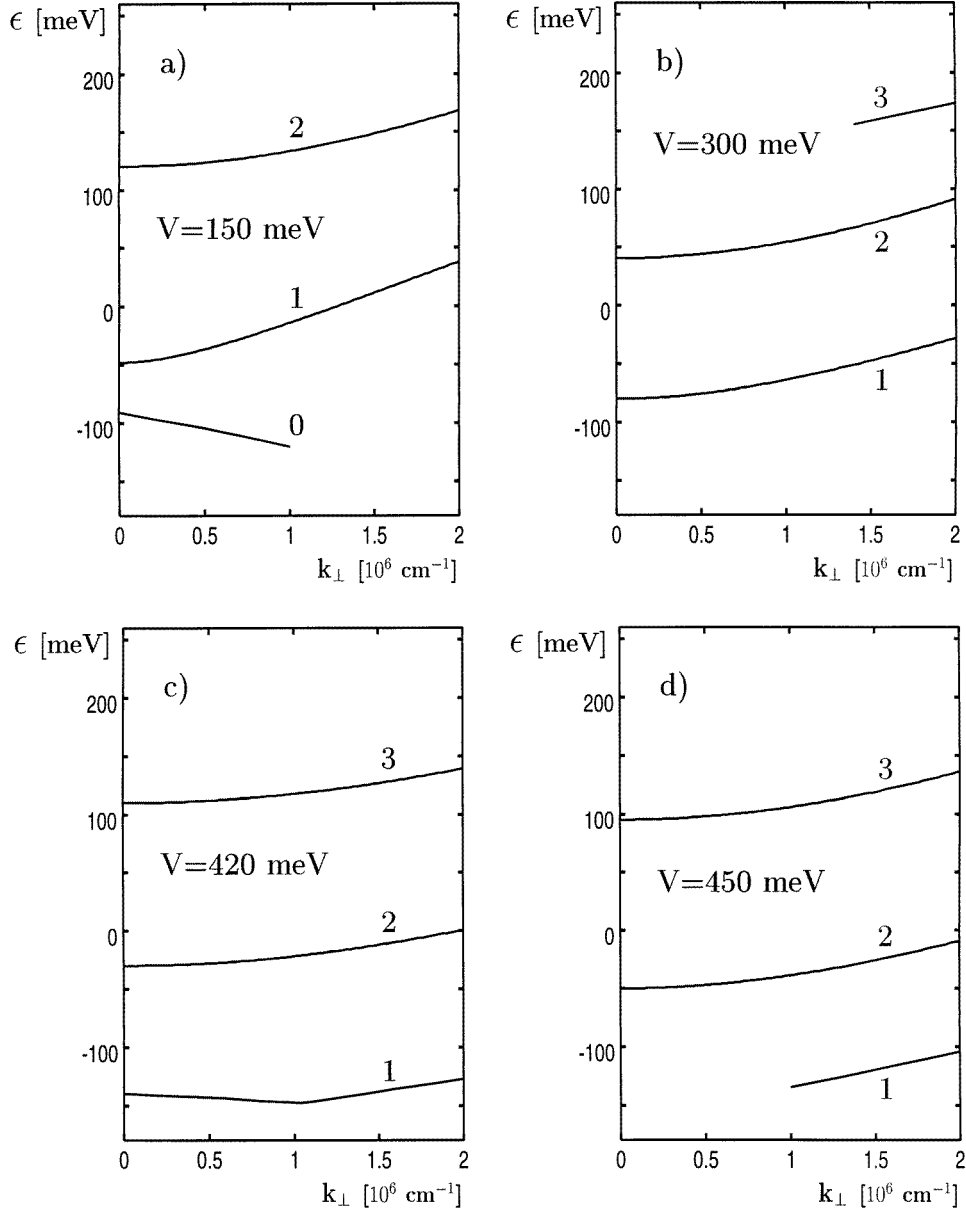 ϵ [meV]
a)
200
2
100
V=150 meV
1
0
0
-100
0 0.5 1 1.5 2
k⊥ [10⁶ cm⁻¹]
ϵ [meV]
b)
200
3
V=300 meV
100
2
0
1
-100
0 0.5 1 1.5 2
k⊥ [10⁶ cm⁻¹]
ϵ [meV]
c)
200
3
100
V=420 meV
2
0
1
-100
0 0.5 1 1.5 2
k⊥ [10⁶ cm⁻¹]
ϵ [meV]
d)
200
3
100
V=450 meV
2
0
-100
1
0 0.5 1 1.5 2
k⊥ [10⁶ cm⁻¹]